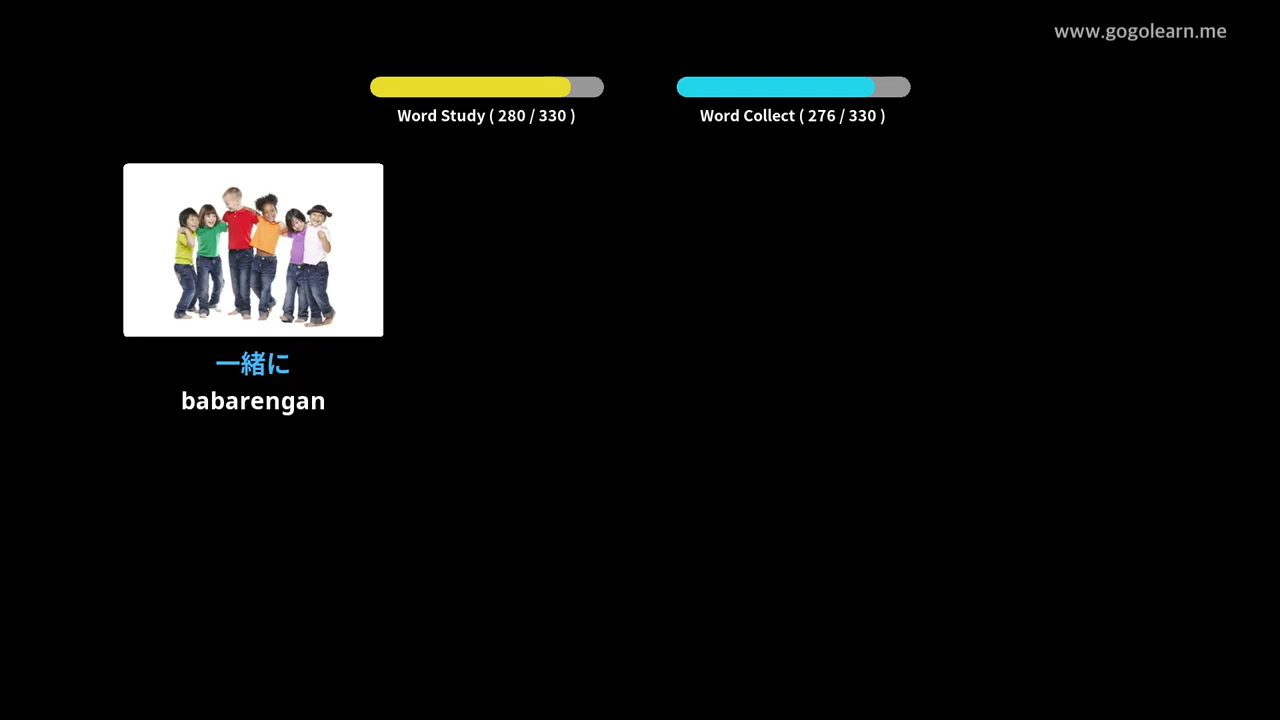 www.gogolearn.me
Word Study ( 280 / 330 )
Word Collect ( 276 / 330 )
一緒に
babarengan